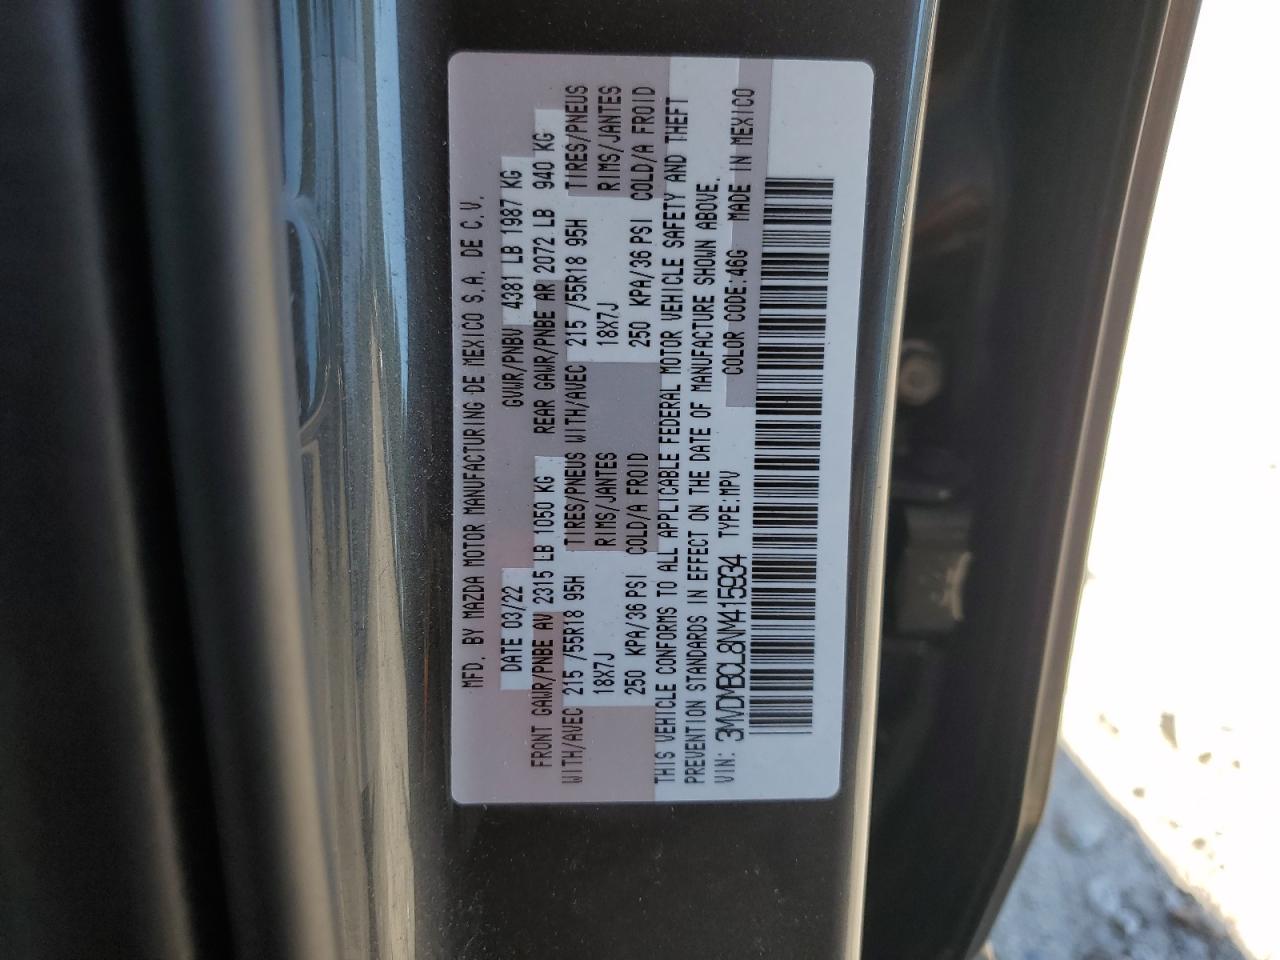 MFD. BY MAZDA MOTOR MANUFACTURING DE MEXICO S.A. DE C.V.
DATE 03/22 GVWR/PNBV 4381 LB 1987 KG
FRONT GAWR/PNBE AV 2315 LB 1050 KG REAR GAWR/PNBE AR 2072 LB 940 KG
WITH/AVEC 215 /55R18 95H TIRES/PNEUS WITH/AVEC 215 /55R18 95H TIRES/PNEUS
18X7J RIMS/JANTES 18X7J RIMS/JANTES
250 KPA/36 PSI COLD/A FROID 250 KPA/36 PSI COLD/A FROID
THIS VEHICLE CONFORMS TO ALL APPLICABLE FEDERAL MOTOR VEHICLE SAFETY AND THEFT
PREVENTION STANDARDS IN EFFECT ON THE DATE OF MANUFACTURE SHOWN ABOVE.
VIN: 3MVDMBCL8NM415934 TYPE:MPV COLOR CODE:46G MADE IN MEXICO